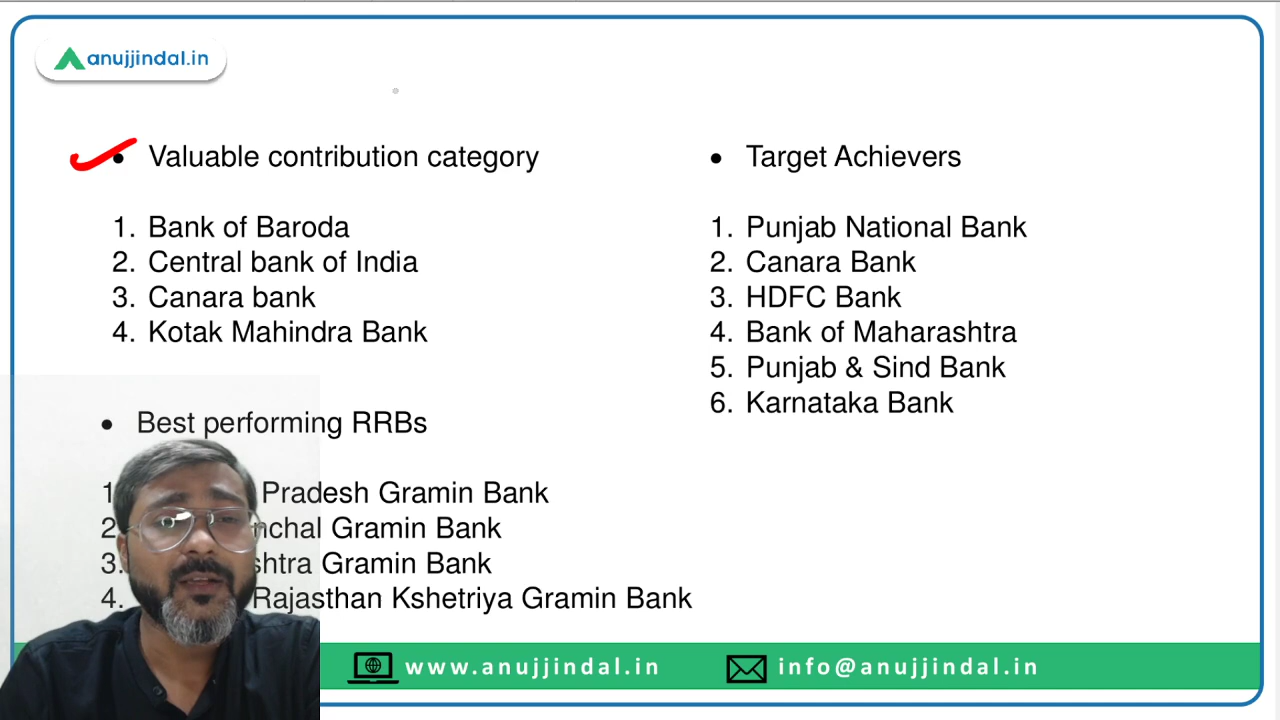 anujjindal.in
• Valuable contribution category
1. Bank of Baroda
2. Central bank of India
3. Canara bank
4. Kotak Mahindra Bank
• Best performing RRBs
1 Pradesh Gramin Bank
2. Gramin Bank
3. Gramin Bank
4. Rajasthan Kshetriya Gramin Bank
• Target Achievers
1. Punjab National Bank
2. Canara Bank
3. HDFC Bank
4. Bank of Maharashtra
5. Punjab & Sind Bank
6. Karnataka Bank
www.anujjindal.in
info@anujjindal.in